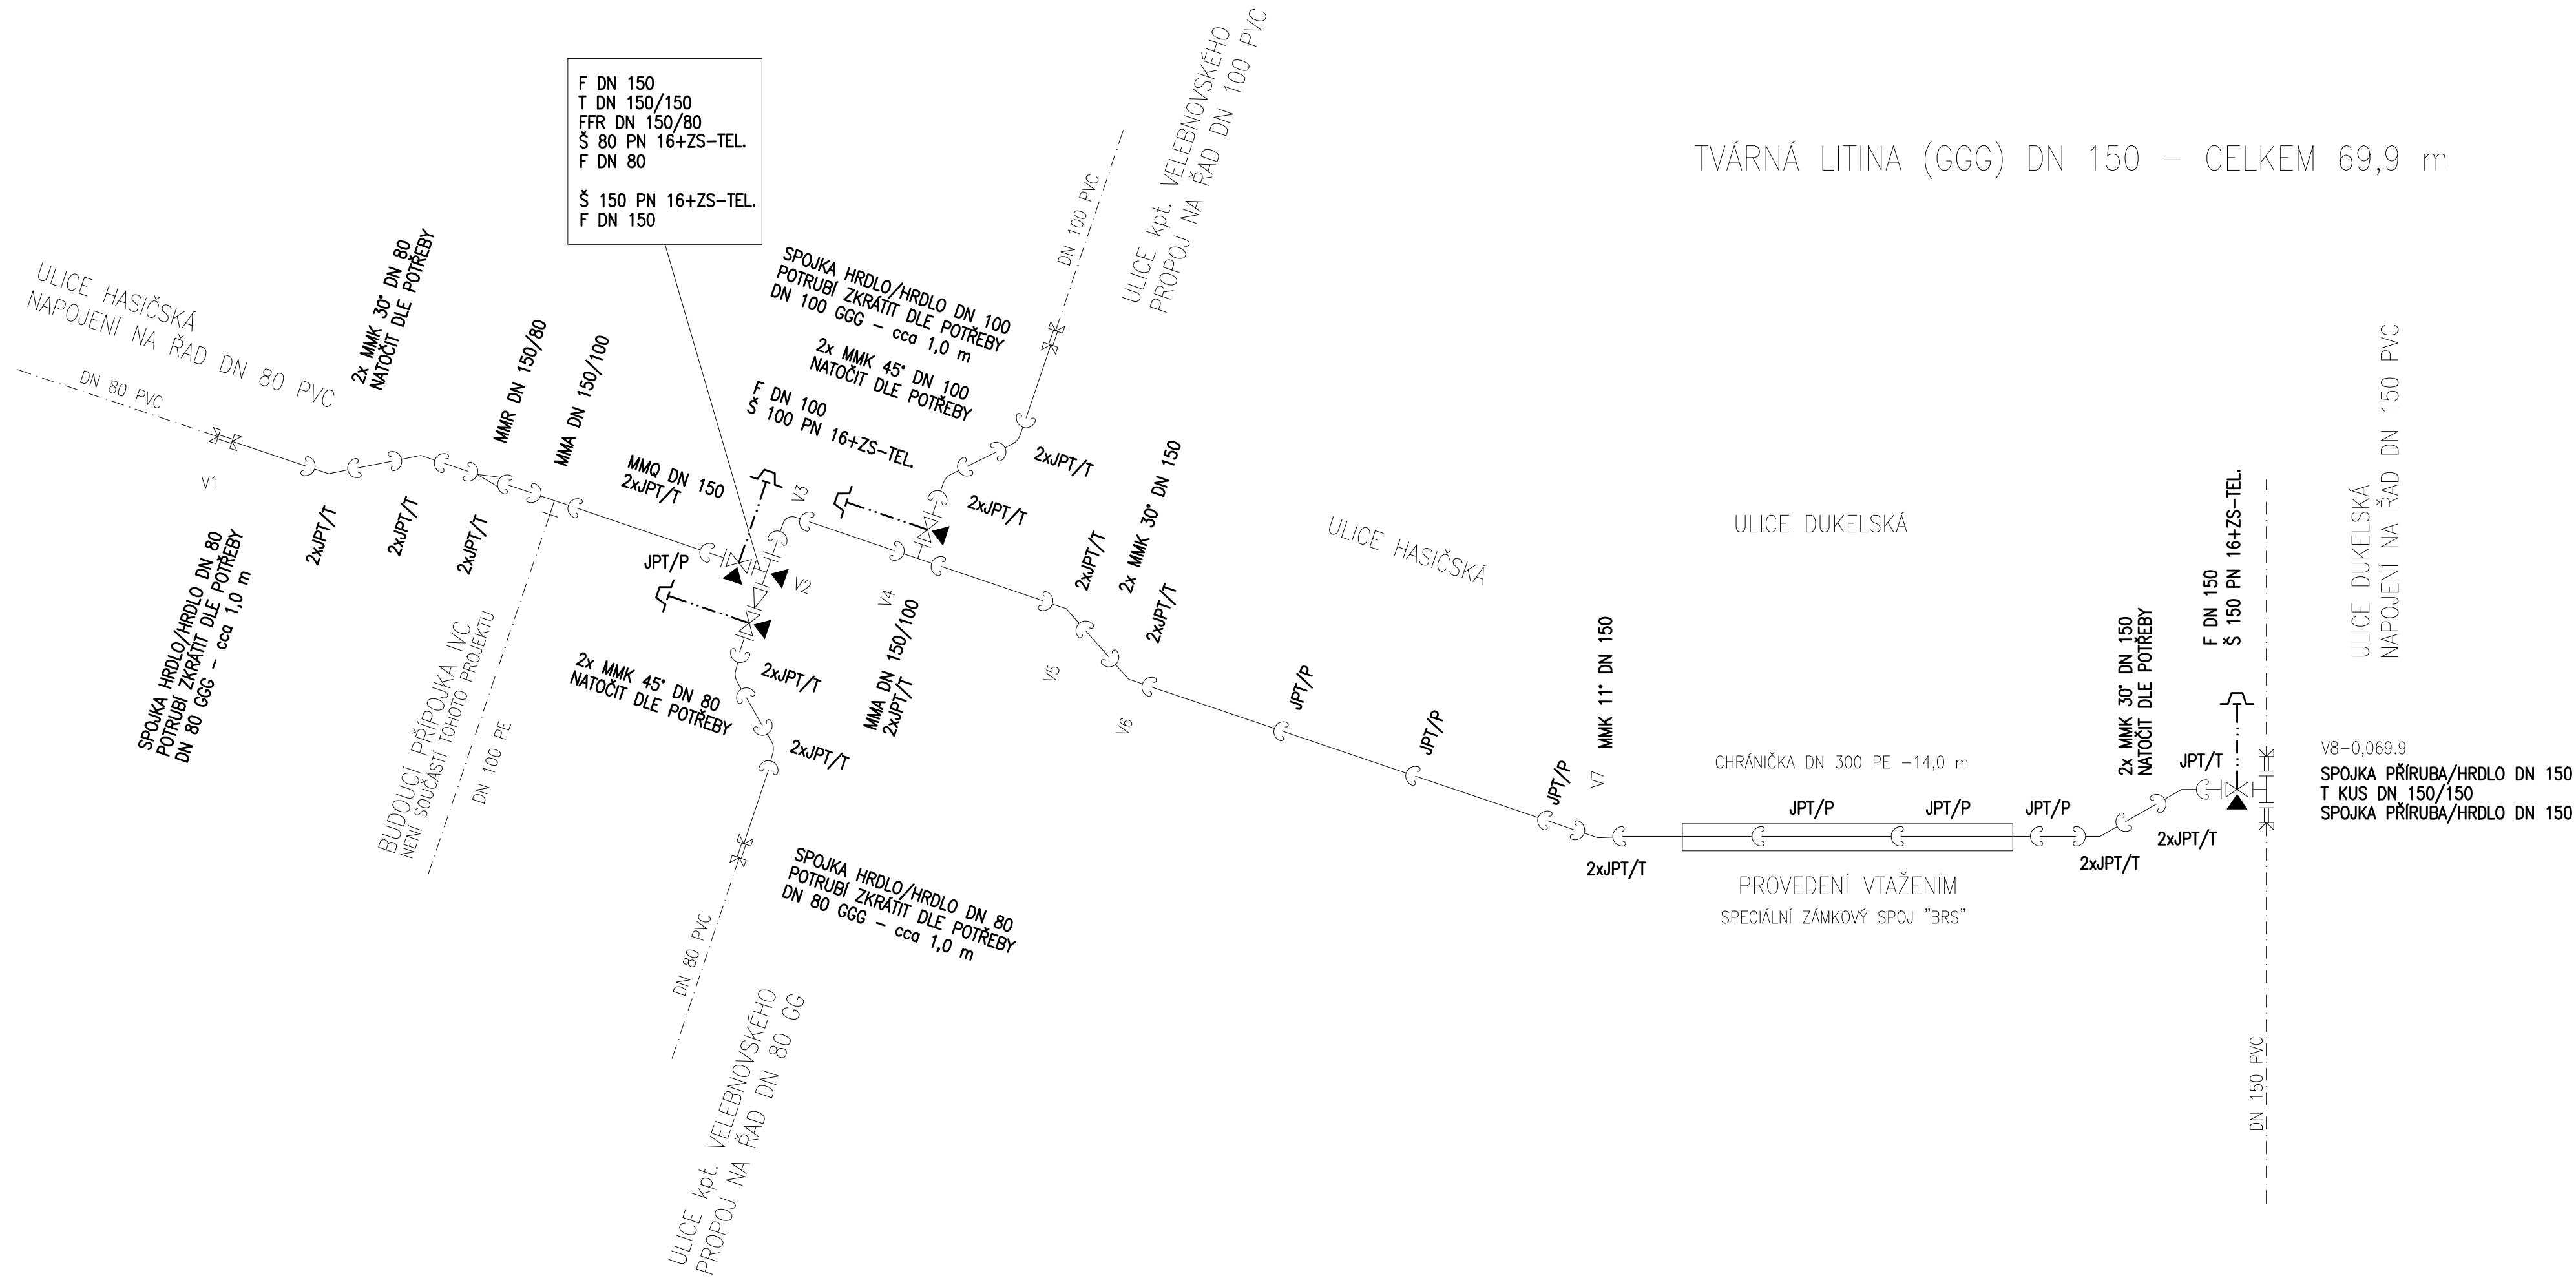 F DN 150
T DN 150/150
FFR DN 150/80
Š 80 PN 16+ZS-TEL.
F DN 80
Š 150 PN 16+ZS-TEL.
F DN 150
TVÁRNÁ LITINA (GGG) DN 150 - CELKEM 69,9 m
ULICE HASIČSKÁ
NAPOJENÍ NA ŘAD DN 80 PVC
DN 80 PVC
V1
2x MMK 30° DN 80
NATOČIT DLE POTŘEBY
SPOJKA HRDLO/HRDLO DN 80
POTRUBÍ ZKRÁTIT DLE POTŘEBY
DN 80 GGG - cca 1,0 m
2xJPT/T
2xJPT/T
2xJPT/T
MMR DN 150/80
MMA DN 150/100
BUDOUCÍ PŘÍPOJKA IVC
NENÍ SOUČÁSTÍ TOHOTO PROJEKTU
DN 100 PE
MMQ DN 150
2xJPT/T
JPT/P
V2
V3
SPOJKA HRDLO/HRDLO DN 100
POTRUBÍ ZKRÁTIT DLE POTŘEBY
DN 100 GGG - cca 1,0 m
2x MMK 45° DN 100
NATOČIT DLE POTŘEBY
F DN 100
Š 100 PN 16+ZS-TEL.
DN 100 PVC
ULICE kpt. VELEBNOVSKÉHO
PROPOJ NA ŘAD DN 100 PVC
2xJPT/T
2xJPT/T
2x MMK 45° DN 80
NATOČIT DLE POTŘEBY
2xJPT/T
2xJPT/T
V4
MMA DN 150/100
2xJPT/T
SPOJKA HRDLO/HRDLO DN 80
POTRUBÍ ZKRÁTIT DLE POTŘEBY
DN 80 GGG - cca 1,0 m
DN 80 PVC
ULICE kpt. VELEBNOVSKÉHO
PROPOJ NA ŘAD DN 80 GG
2xJPT/T
2x MMK 30° DN 150
2xJPT/T
V5
V6
ULICE HASIČSKÁ
JPT/P
JPT/P
JPT/P
V7
MMK 11° DN 150
2xJPT/T
ULICE DUKELSKÁ
CHRÁNIČKA DN 300 PE -14,0 m
JPT/P
JPT/P
JPT/P
PROVEDENÍ VTAŽENÍM
SPECIÁLNÍ ZÁMKOVÝ SPOJ "BRS"
2xJPT/T
2x MMK 30° DN 150
NATOČIT DLE POTŘEBY
2xJPT/T
JPT/T
F DN 150
Š 150 PN 16+ZS-TEL.
ULICE DUKELSKÁ
NAPOJENÍ NA ŘAD DN 150 PVC
V8-0,069.9
SPOJKA PŘÍRUBA/HRDLO DN 150
T KUS DN 150/150
SPOJKA PŘÍRUBA/HRDLO DN 150
DN 150 PVC